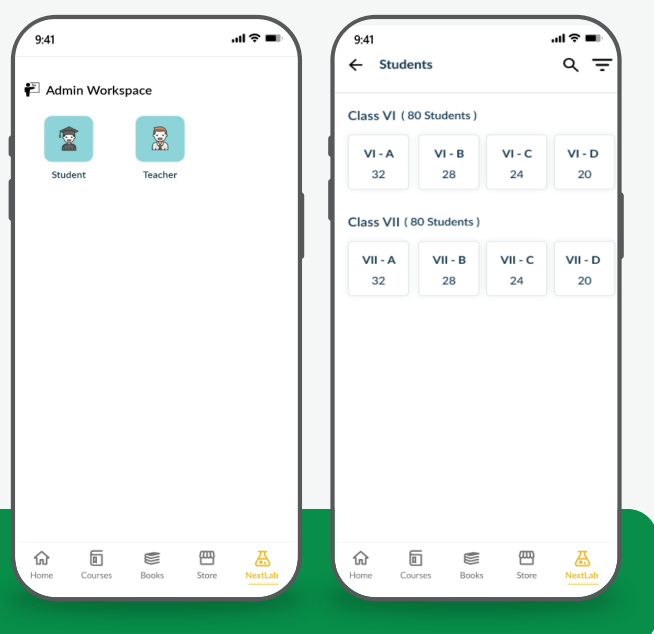 9:41
Admin Workspace
Student Teacher
Home Courses Books Store NextLab
9:41
Students
Class VI ( 80 Students )
VI - A VI - B VI - C VI - D
32 28 24 20
Class VII ( 80 Students )
VII - A VII - B VII - C VII - D
32 28 24 20
Home Courses Books Store NextLab